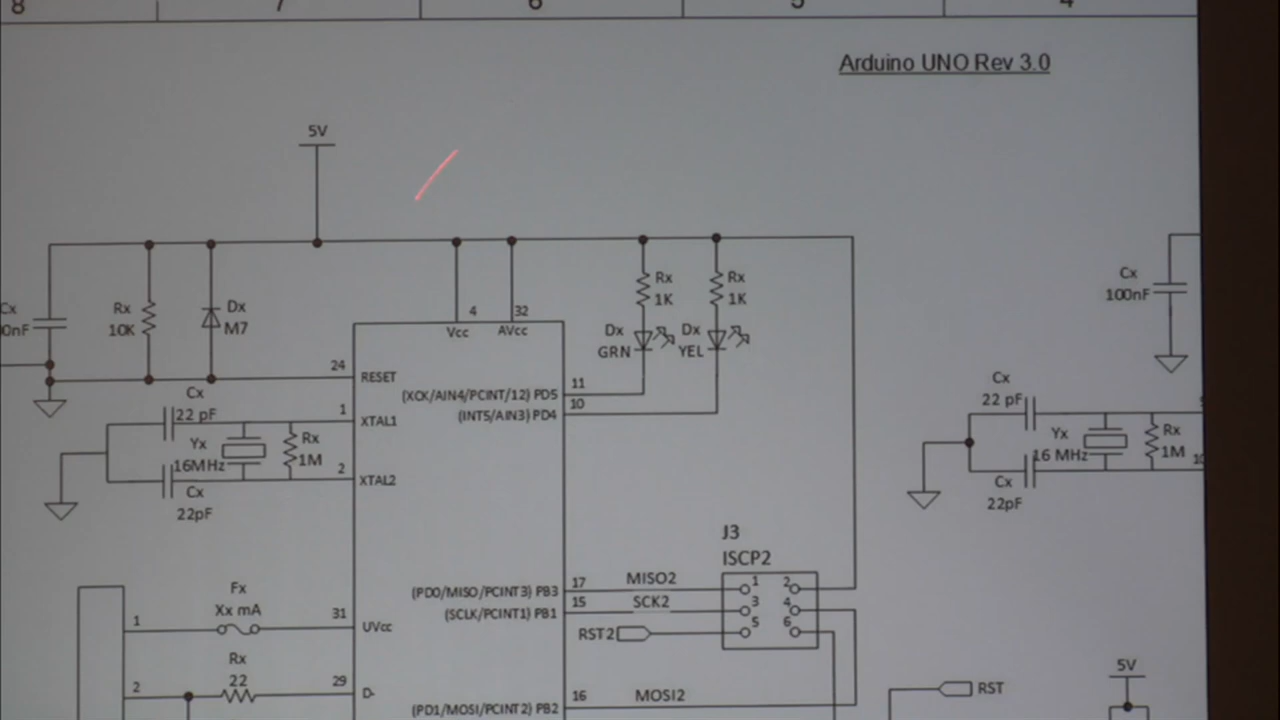 8 7 6 5 4
Arduino UNO Rev 3.0
5V
Cx
Rx
10K
Dx
M7
4
Vcc
32
AVcc
Rx
1K
Rx
1K
Dx
GRN
Dx
YEL
Cx
100nF
24
RESET
(XCK/AIN4/PCINT/12) PD5
11
(INT5/AIN3) PD4
10
Cx
22 pF
1
XTAL1
Yx
16MHz
Rx
1M
2
XTAL2
Cx
22pF
Cx
22 pF
Yx
16 MHz
Rx
1M
10
Cx
22pF
J3
ISCP2
Fx
Xx mA
1
31
UVcc
(PD0/MISO/PCINT3) PB3
17
MISO2
1 2
(SCLK/PCINT1) PB1
15
SCK2
3 4
RST2
5 6
Rx
22
2
29
D-
(PD1/MOSI/PCINT2) PB2
16
MOSI2
RST
5V